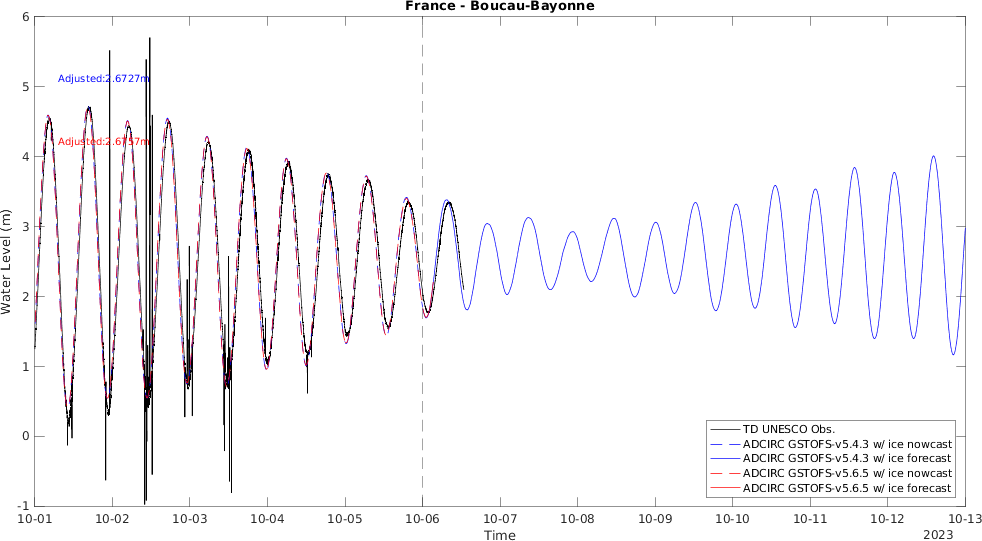 France - Boucau-Bayonne
6
5
4
3
2
1
0
-1
Water Level (m)
Adjusted:2.6727m
Adjusted:2.6757m
TD UNESCO Obs.
ADCIRC GSTOFS-v5.4.3 w/ ice nowcast
ADCIRC GSTOFS-v5.4.3 w/ ice forecast
ADCIRC GSTOFS-v5.6.5 w/ ice nowcast
ADCIRC GSTOFS-v5.6.5 w/ ice forecast
10-01 10-02 10-03 10-04 10-05 10-06 10-07 10-08 10-09 10-10 10-11 10-12 10-13
Time
2023